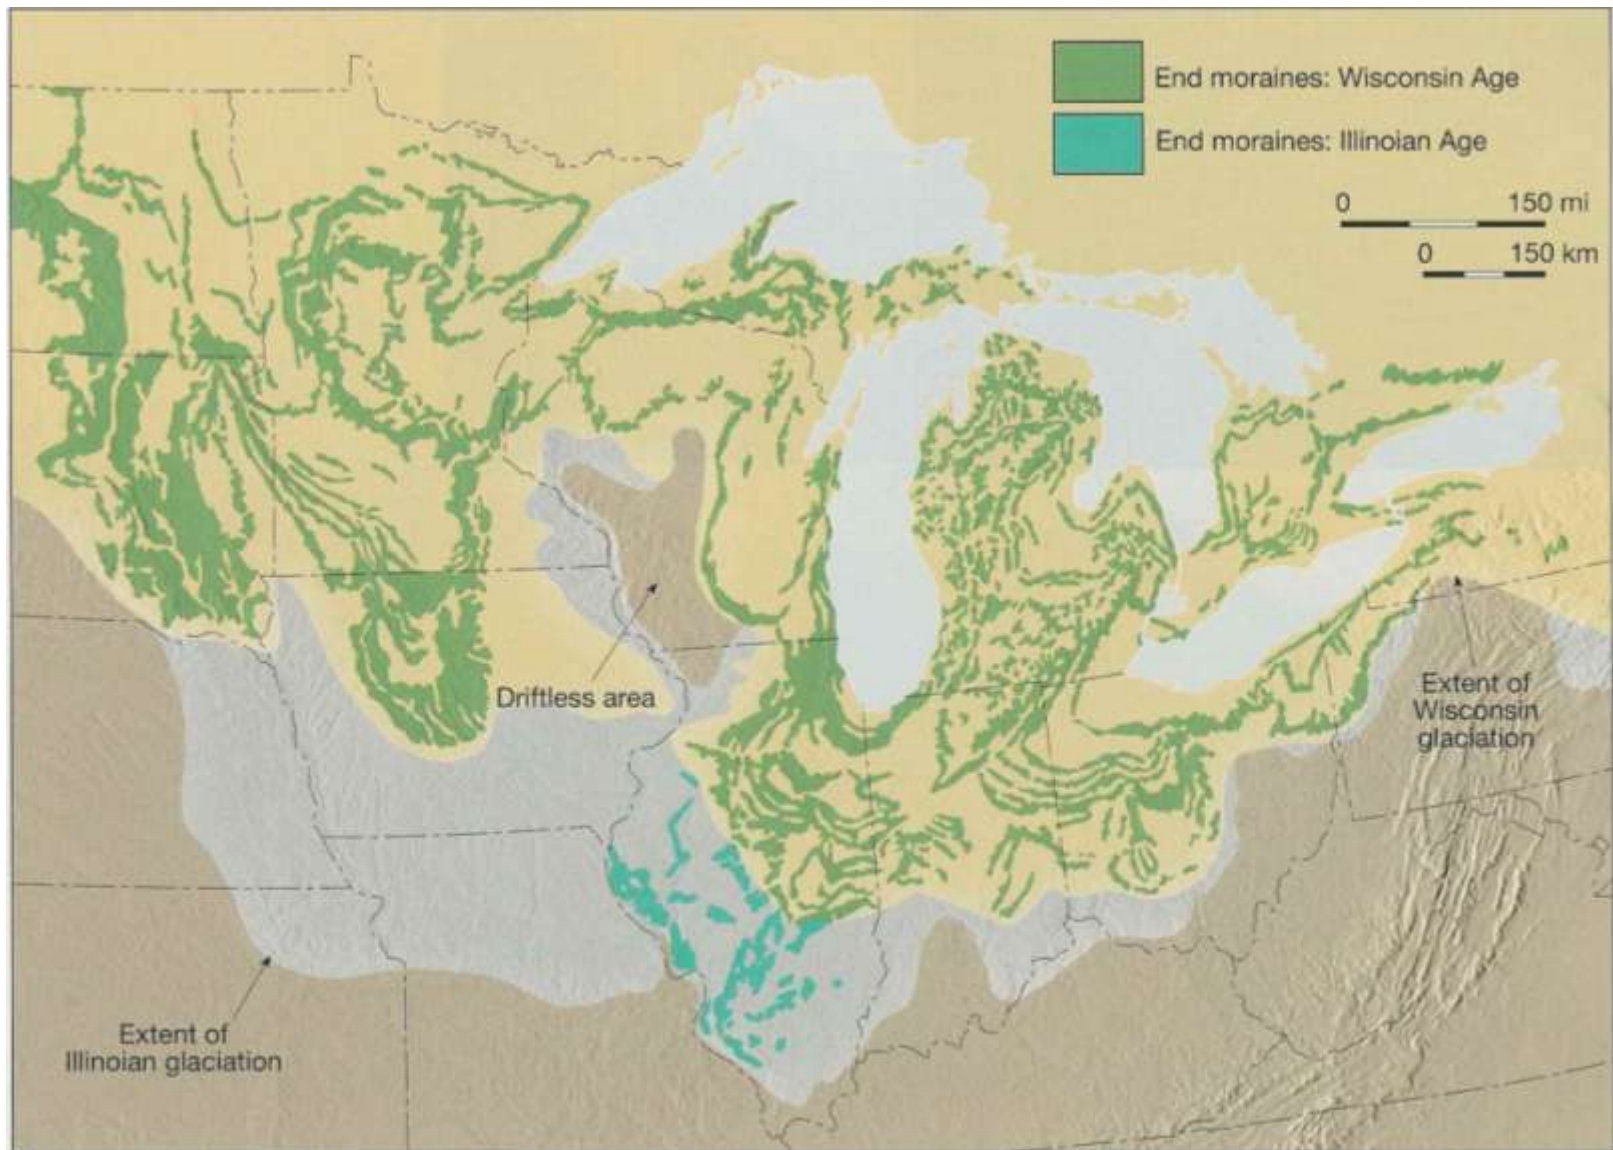 End moraines: Wisconsin Age
End moraines: Illinoian Age
0 150 mi
0 150 km
Driftless area
Extent of
Wisconsin
glaciation
Extent of
Illinoian glaciation